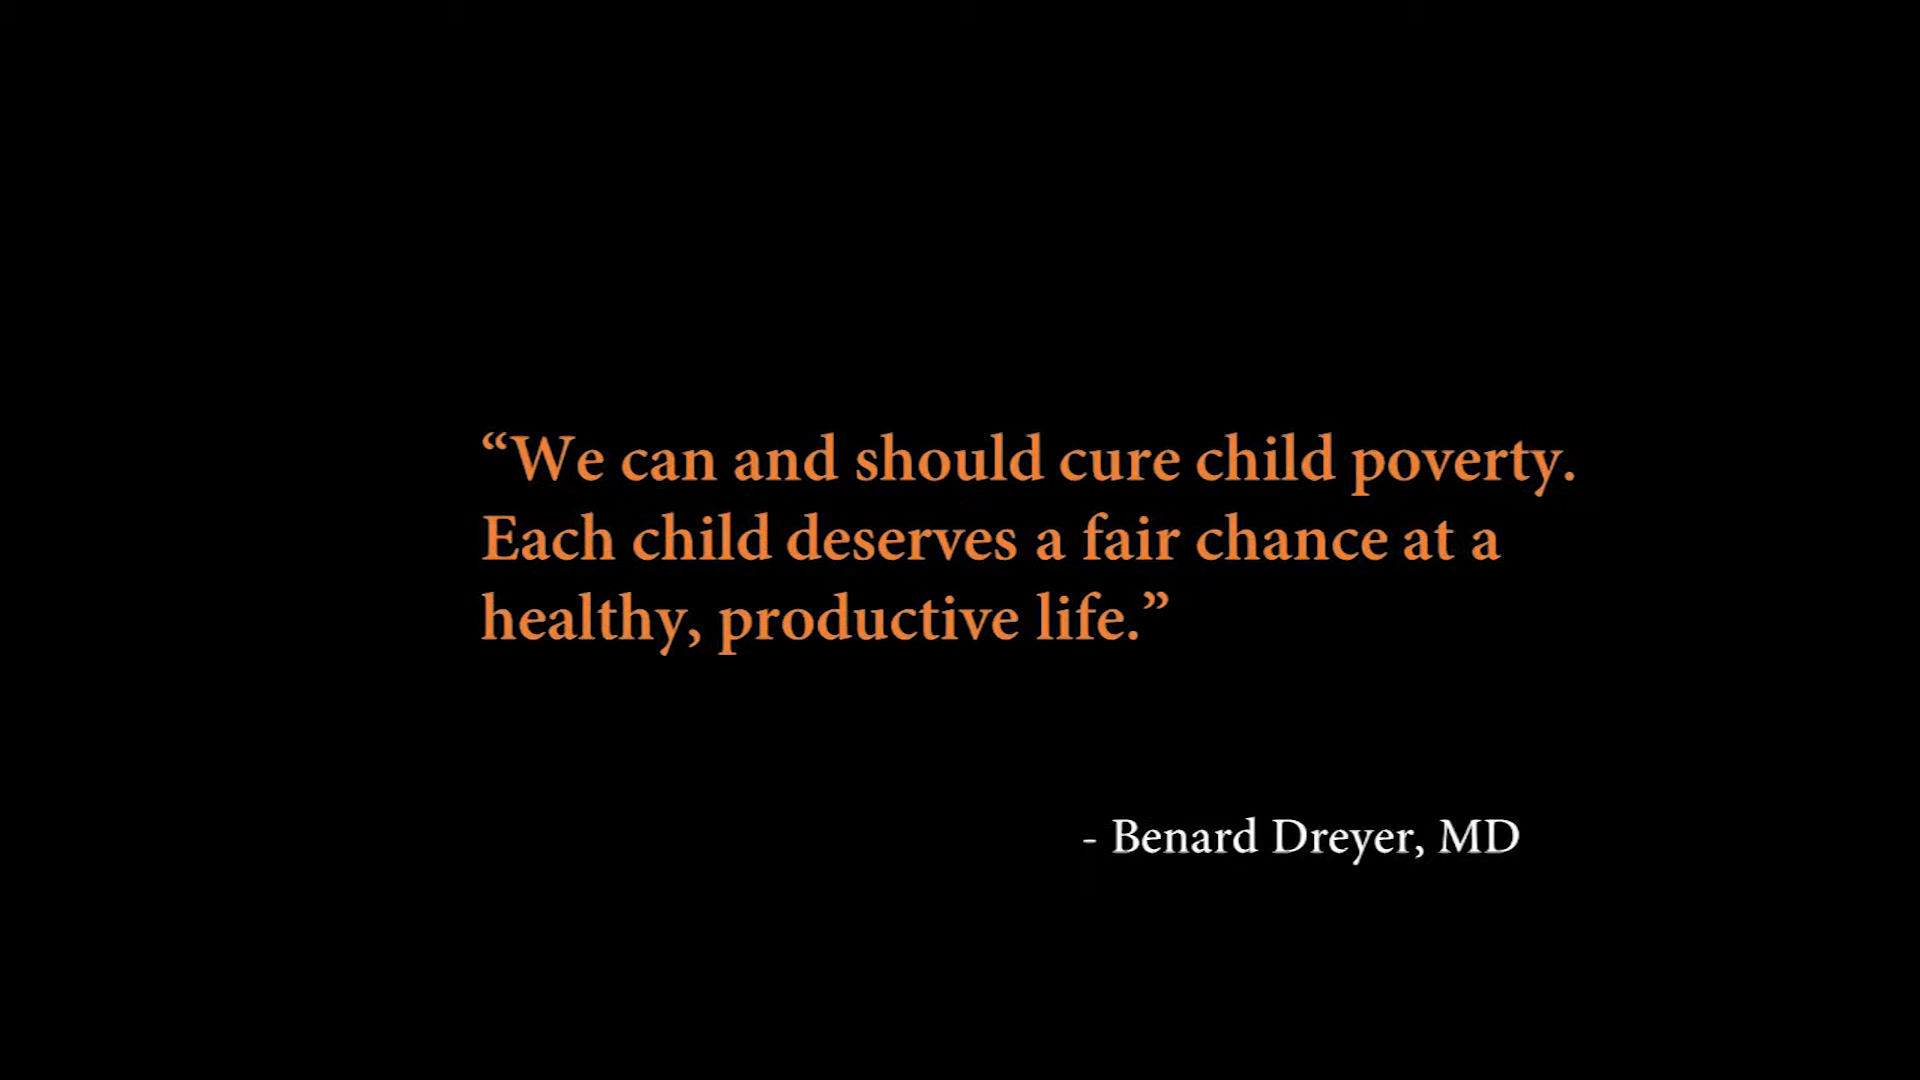 “We can and should cure child poverty.
Each child deserves a fair chance at a
healthy, productive life.”
- Benard Dreyer, MD